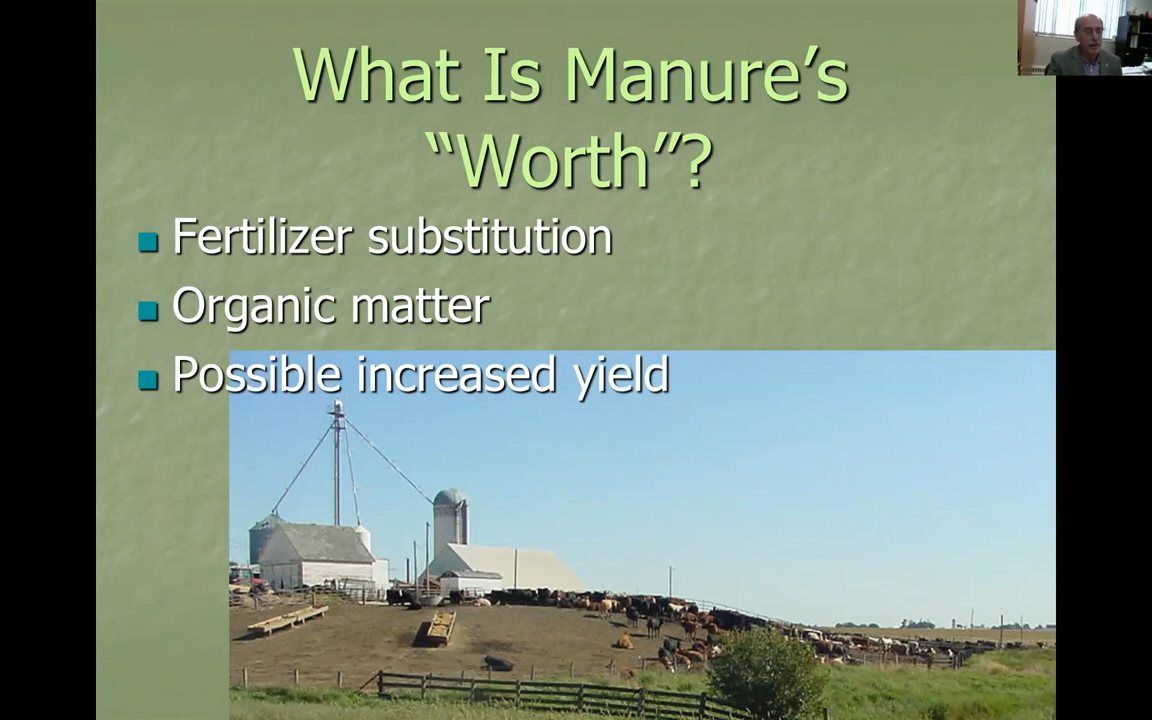 What Is Manure’s
“Worth”?
Fertilizer substitution
Organic matter
Possible increased yield